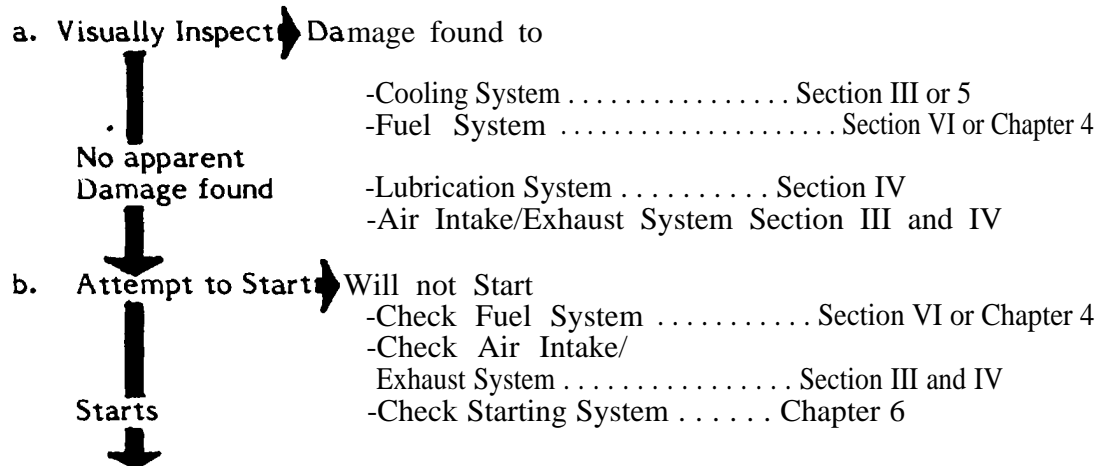 a. Visually Inspect Damage found to
-Cooling System . . . . . . . . . . . . . . . . Section III or 5
-Fuel System . . . . . . . . . . . . . . . . . . . . Section VI or Chapter 4
No apparent
Damage found
-Lubrication System . . . . . . . . . . Section IV
-Air Intake/Exhaust System Section III and IV
b. Attempt to Start Will not Start
-Check Fuel System . . . . . . . . . . . Section VI or Chapter 4
-Check Air Intake/
Exhaust System . . . . . . . . . . . . . . . . Section III and IV
Starts
-Check Starting System . . . . . . Chapter 6